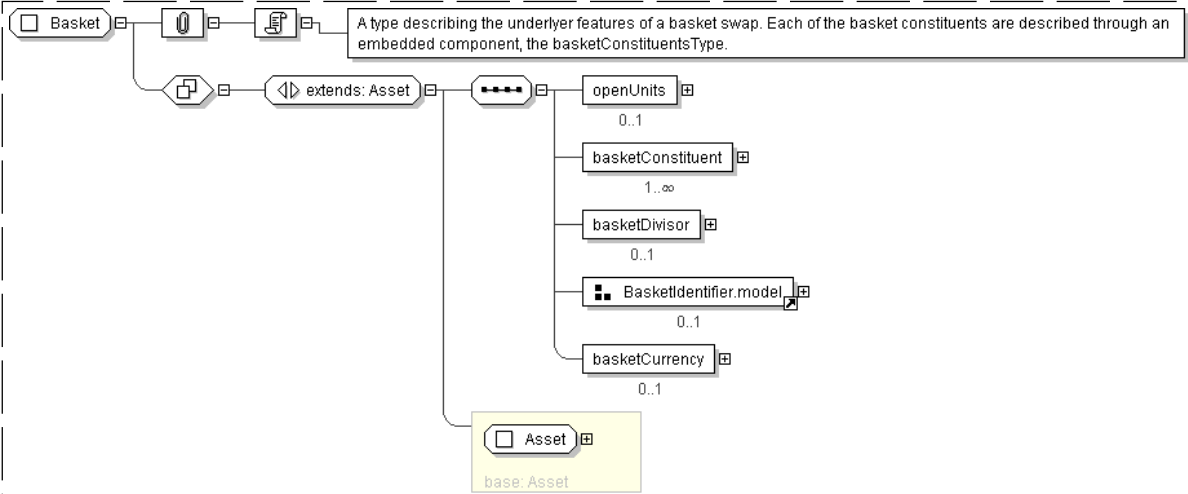 Basket
A type describing the underlyer features of a basket swap. Each of the basket constituents are described through an
embedded component, the basketConstituentsType.
extends: Asset
openUnits
0..1
basketConstituent
1..∞
basketDivisor
0..1
BasketIdentifier.model
0..1
basketCurrency
0..1
Asset
base: Asset